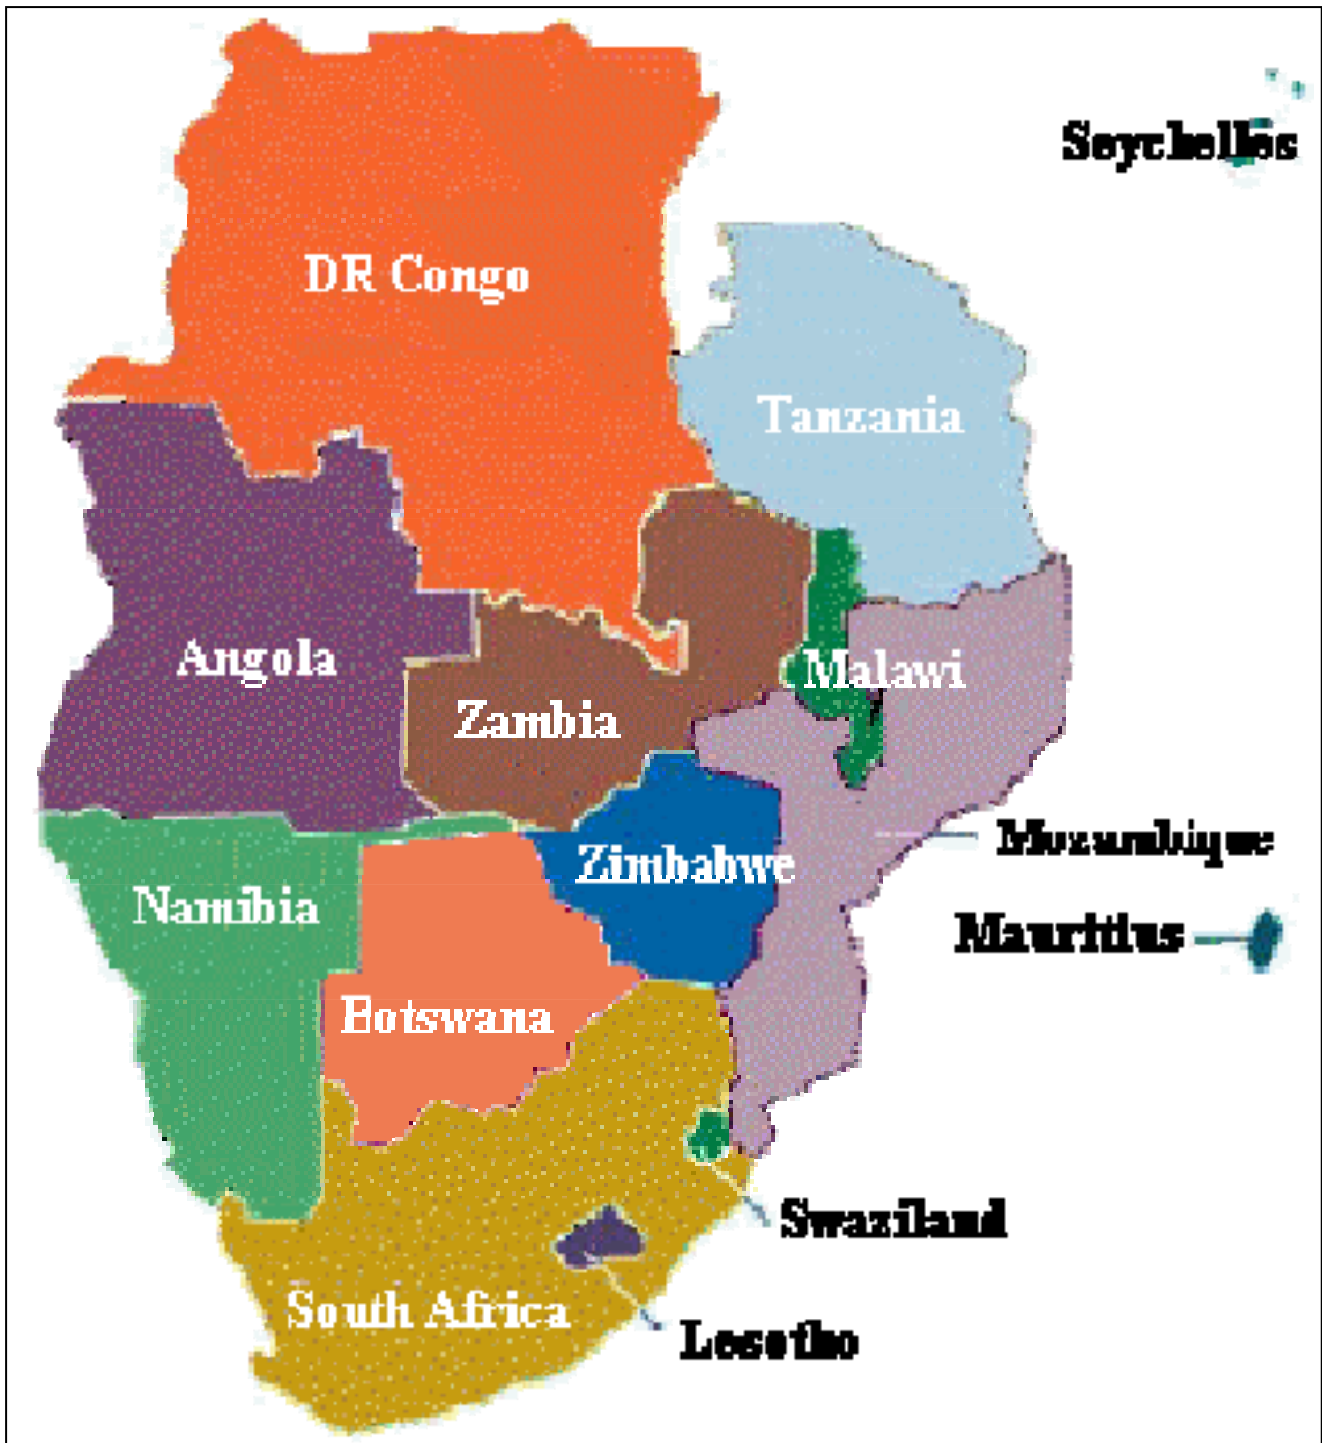 Seychelles
DR Congo
Tanzania
Angola
Malawi
Zambia
Mozambique
Zimbabwe
Namibia
Mauritius
Botswana
Swaziland
South Africa
Lesotho